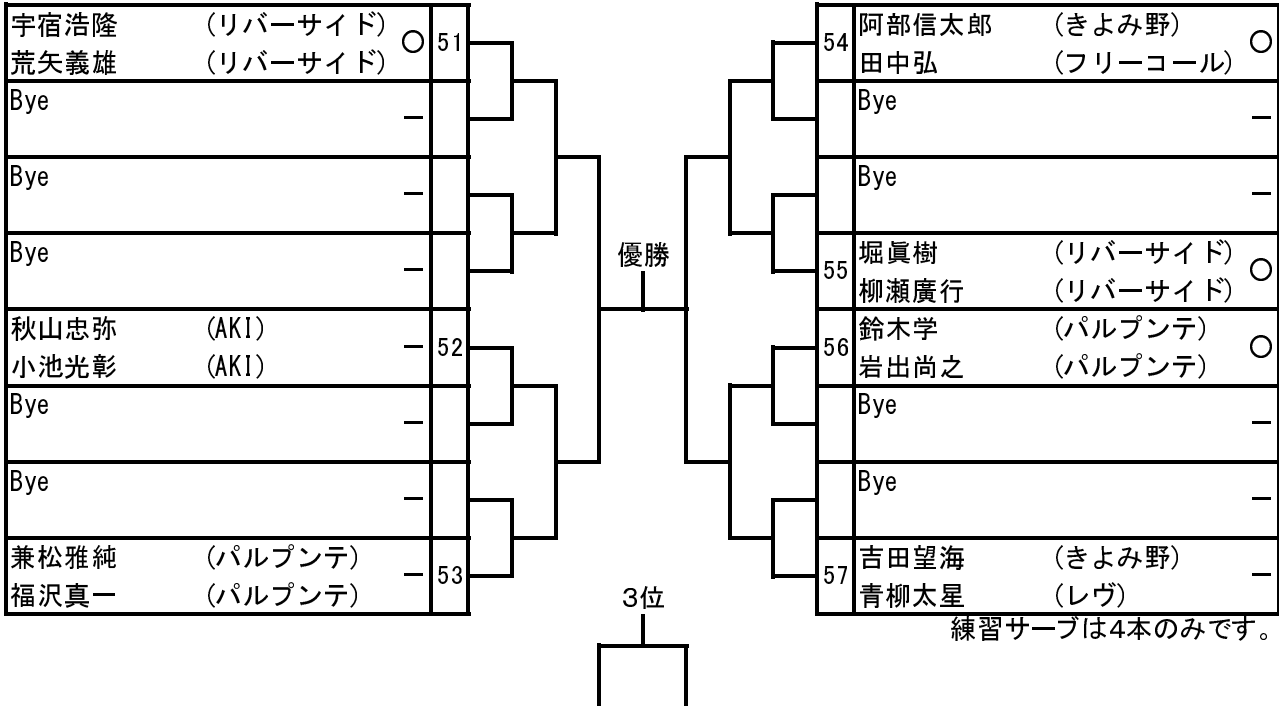 宇宿浩隆 (リバーサイド) ○ 51
荒矢義雄 (リバーサイド)
Bye —
Bye —
Bye —
秋山忠弥 (AKI) — 52
小池光彰 (AKI)
Bye —
Bye —
兼松雅純 (パルプンテ) — 53
福沢真一 (パルプンテ)
優勝
3位
54 阿部信太郎 (きよみ野) ○
田中弘 (フリーコール)
Bye —
Bye —
55 堀眞樹 (リバーサイド) ○
柳瀬廣行 (リバーサイド)
56 鈴木学 (パルプンテ) ○
岩出尚之 (パルプンテ)
Bye —
Bye —
57 吉田望海 (きよみ野) —
青柳太星 (レヴ)
練習サーブは4本のみです。